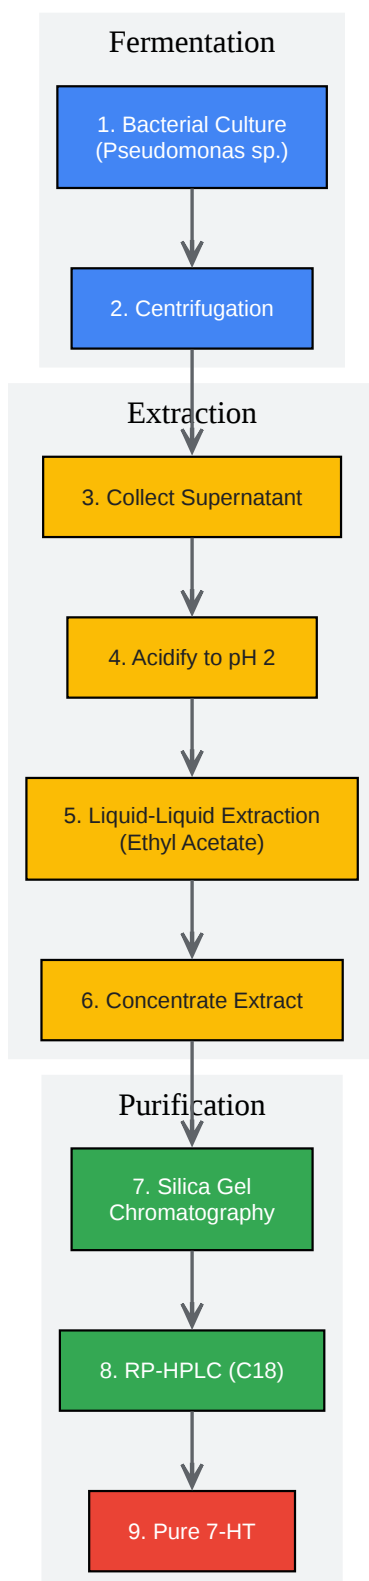 Fermentation
1. Bacterial Culture
(Pseudomonas sp.)
2. Centrifugation
Extraction
3. Collect Supernatant
4. Acidify to pH 2
5. Liquid-Liquid Extraction
(Ethyl Acetate)
6. Concentrate Extract
Purification
7. Silica Gel
Chromatography
8. RP-HPLC (C18)
9. Pure 7-HT